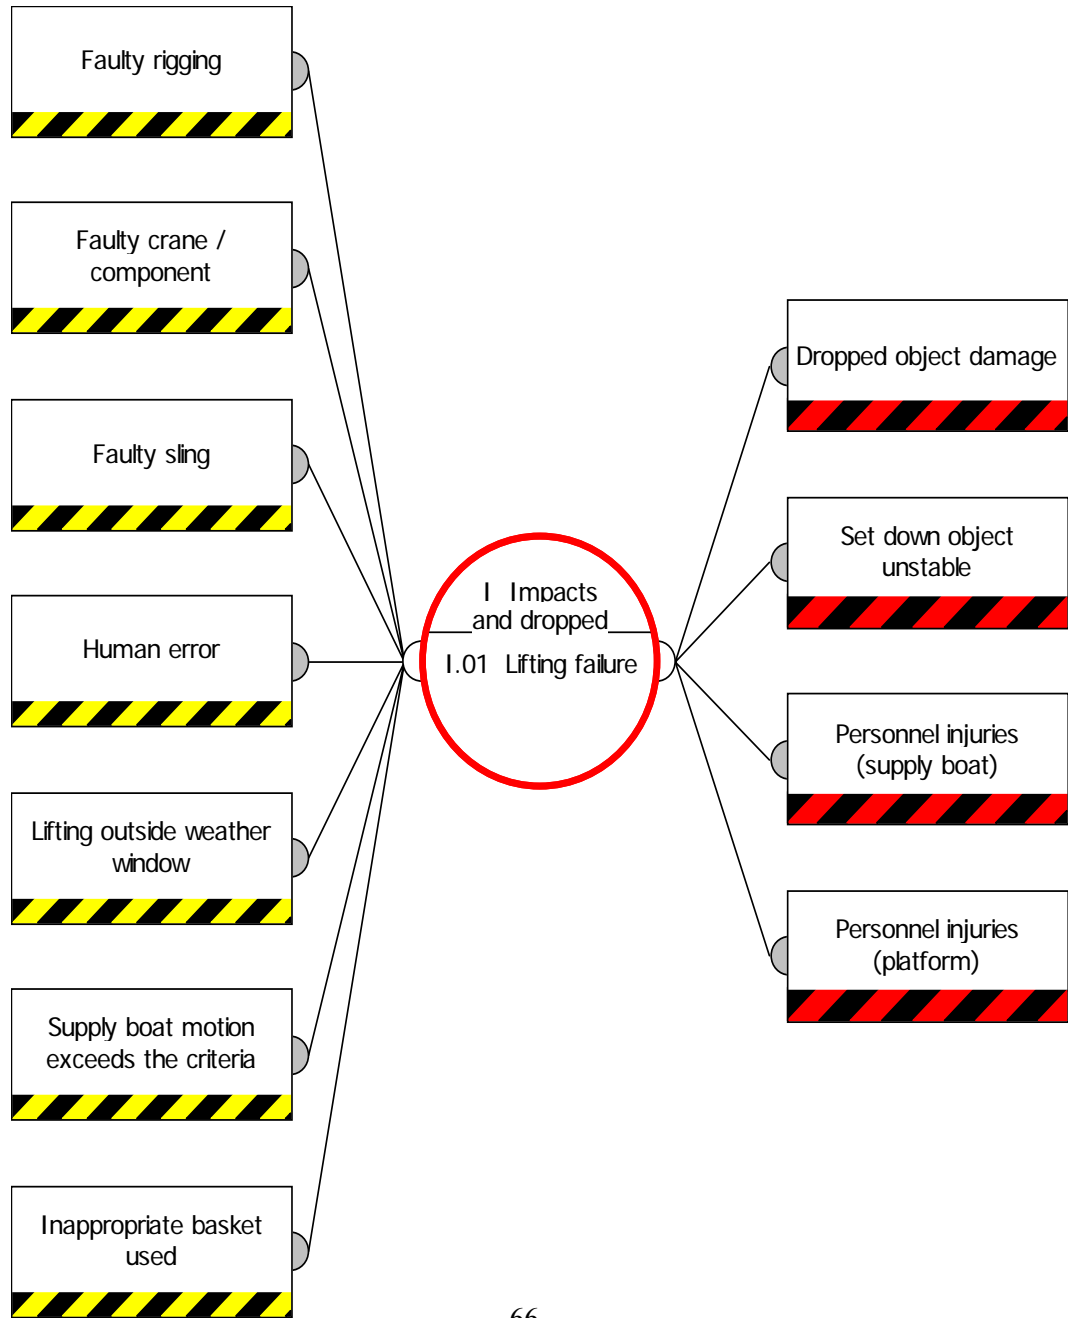 Faulty rigging
Faulty crane /
component
Faulty sling
Human error
Lifting outside weather
window
Supply boat motion
exceeds the criteria
Inappropriate basket
used
I Impacts
and dropped
I.01 Lifting failure
Dropped object damage
Set down object
unstable
Personnel injuries
(supply boat)
Personnel injuries
(platform)
66